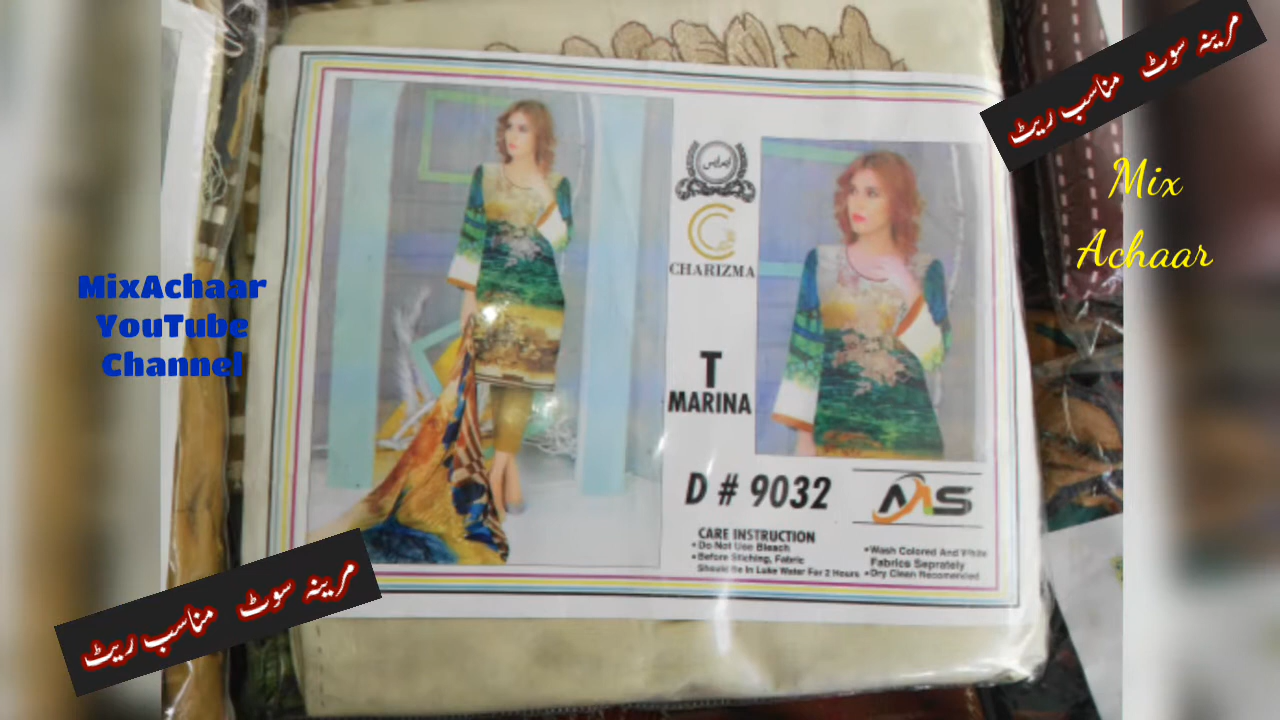 مرینہ سوٹ مناسب ریٹ
Mix
Achaar
MixAchaar
YouTube
Channel
CHARIZMA
T
MARINA
D # 9032
AAS
CARE INSTRUCTION
• Do Not Use Bleach
• Before Stiching, Fabric
Should be In Luke Water For 2 Hours
• Wash Colored And White
Fabrics Seprately
• Dry Clean Recomended
مرینہ سوٹ مناسب ریٹ